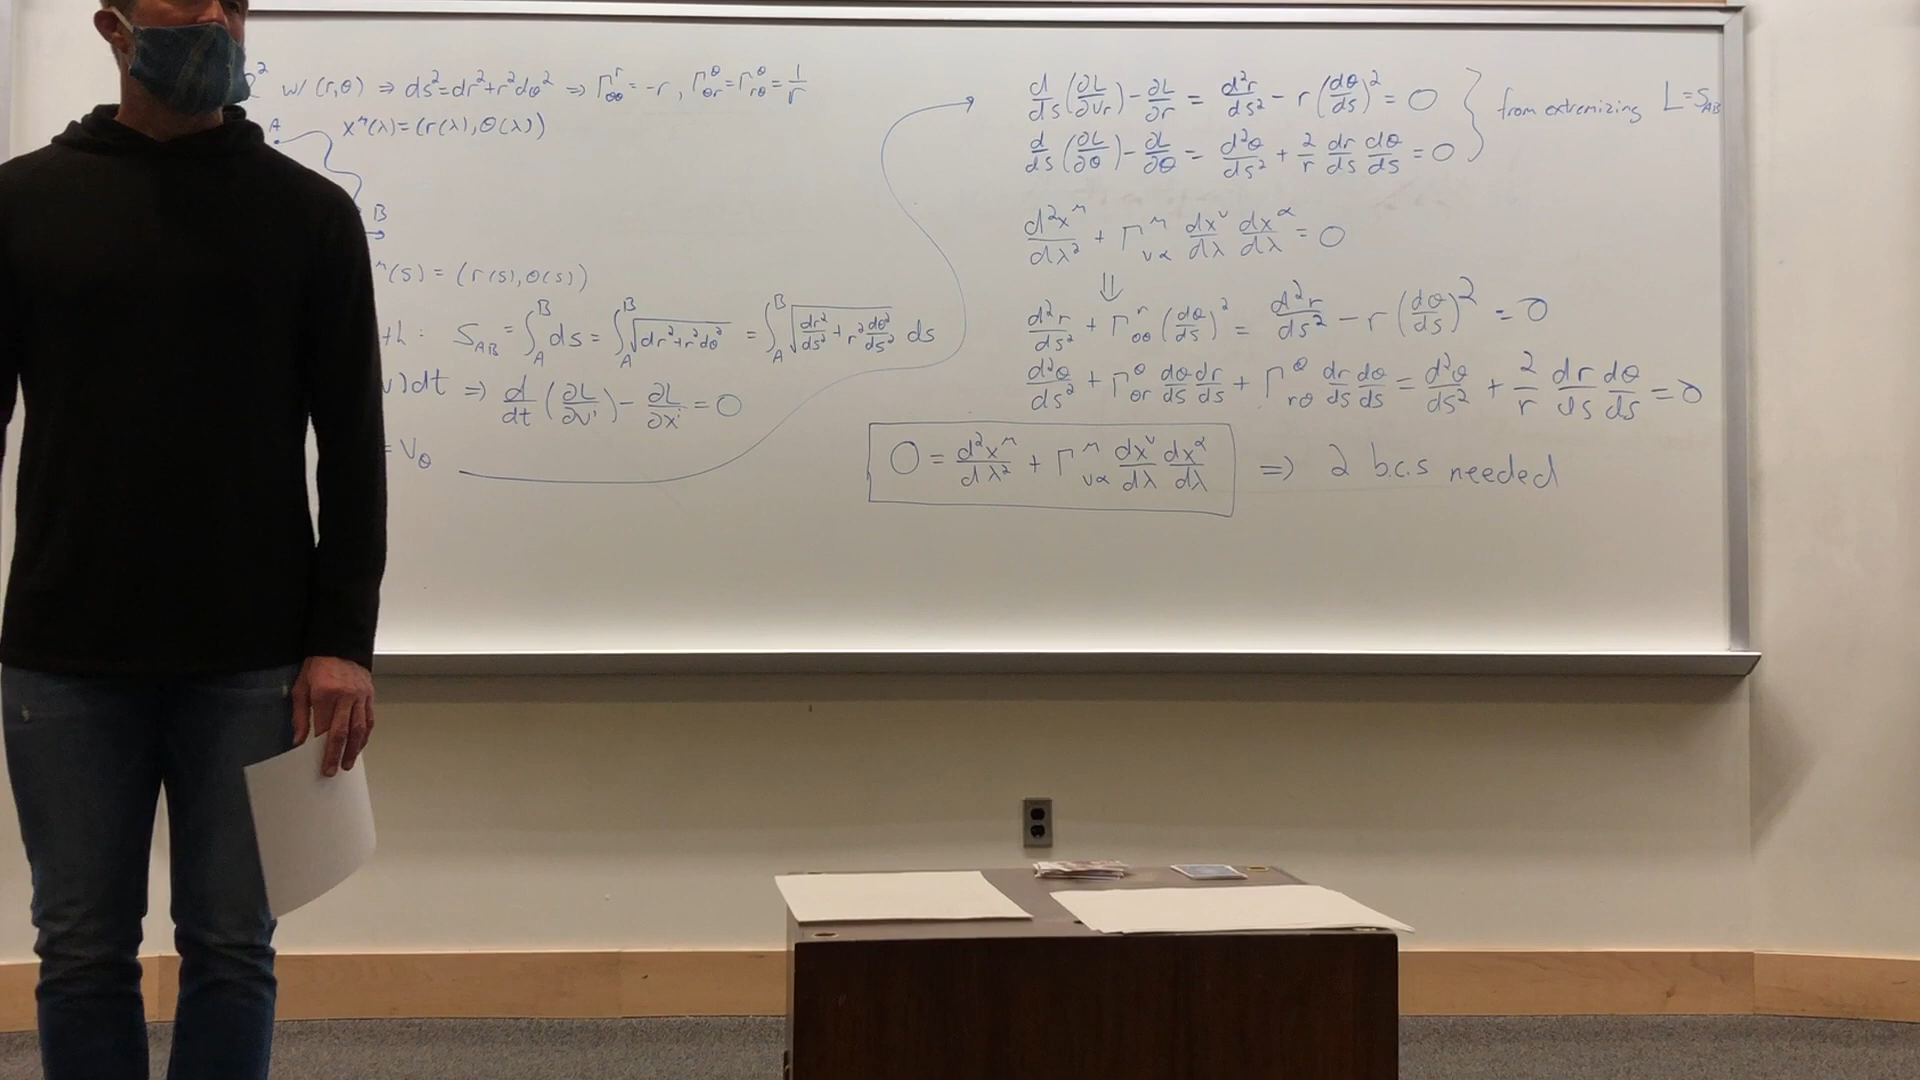 ℝ² w/ (r,θ) ⇒ ds²=dr²+r²dθ² ⇒ Γ^r_θθ = -r, Γ^θ_θr = Γ^θ_rθ = 1/r
A
x^μ(λ)=(r(λ),θ(λ))
B
^μ(s) = (r(s),θ(s))
S_AB = ∫_A^B ds = ∫_A^B √(dr²+r²dθ²) = ∫_A^B √(dr²/ds² + r² dθ²/ds²) ds
v)dt ⇒ d/dt (∂L/∂v^i) - ∂L/∂x^i = 0
= V_θ
d/ds (∂L/∂v_r) - ∂L/∂r = d²r/ds² - r (dθ/ds)² = 0
d/ds (∂L/∂θ) - ∂L/∂θ = d²θ/ds² + 2/r dr/ds dθ/ds = 0
} from extremizing L=S_AB
d²x^μ/dλ² + Γ^μ_να dx^ν/dλ dx^α/dλ = 0
⇓
d²r/ds² + Γ^r_θθ (dθ/ds)² = d²r/ds² - r (dθ/ds)² = 0
d²θ/ds² + Γ^θ_θr dθ/ds dr/ds + Γ^θ_rθ dr/ds dθ/ds = d²θ/ds² + 2/r dr/ds dθ/ds = 0
0 = d²x^μ/dλ² + Γ^μ_να dx^ν/dλ dx^α/dλ ⇒ 2 b.c.s needed